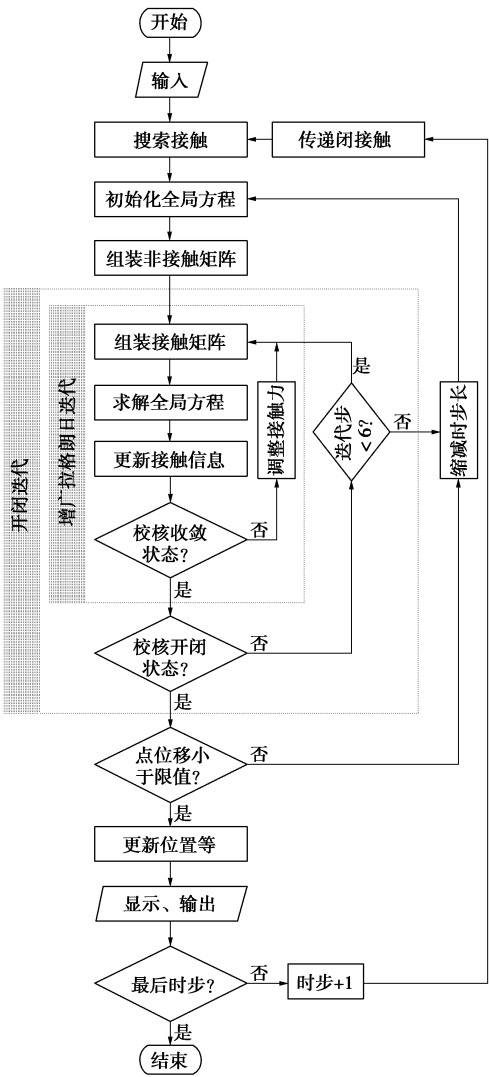 开始
输入
搜索接触
传递闭接触
初始化全局方程
组装非接触矩阵
开闭迭代
增广拉格朗日迭代
组装接触矩阵
求解全局方程
更新接触信息
调整接触力
校核收敛
状态?
否
是
迭代步
<6?
是
否
缩减时步长
校核开闭
状态?
否
是
点位移小
于限值?
否
是
更新位置等
显示、输出
最后时步?
否
时步+1
是
结束